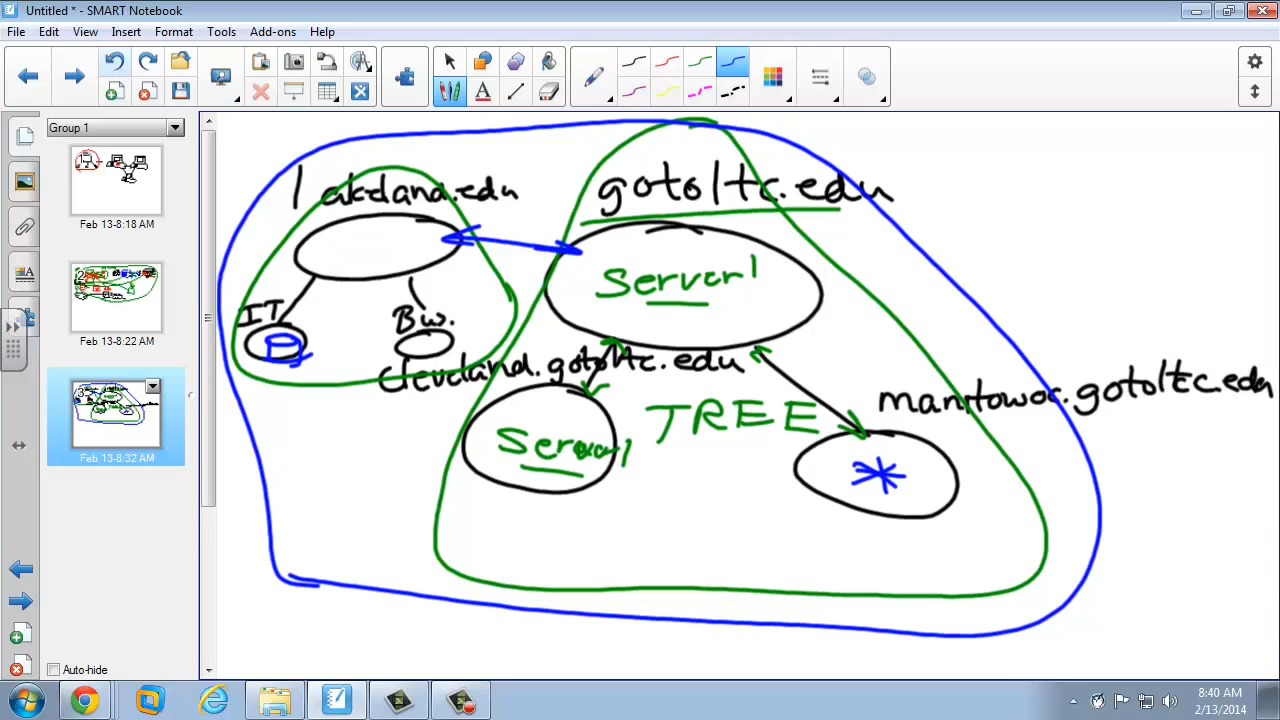 Untitled * - SMART Notebook
File Edit View Insert Format Tools Add-ons Help
Group 1
Feb 13-8:18 AM
Feb 13-8:22 AM
Feb 13-8:32 AM
Auto-hide
lakeland.edu
gotoltc.edu
Server1
IT
Bus.
cleveland.gotoltc.edu
manitowoc.gotoltc.edu
TREE
Server1
8:40 AM
2/13/2014